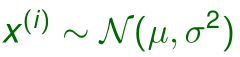 x^{(i)} ∼ 𝒩(μ, σ²)